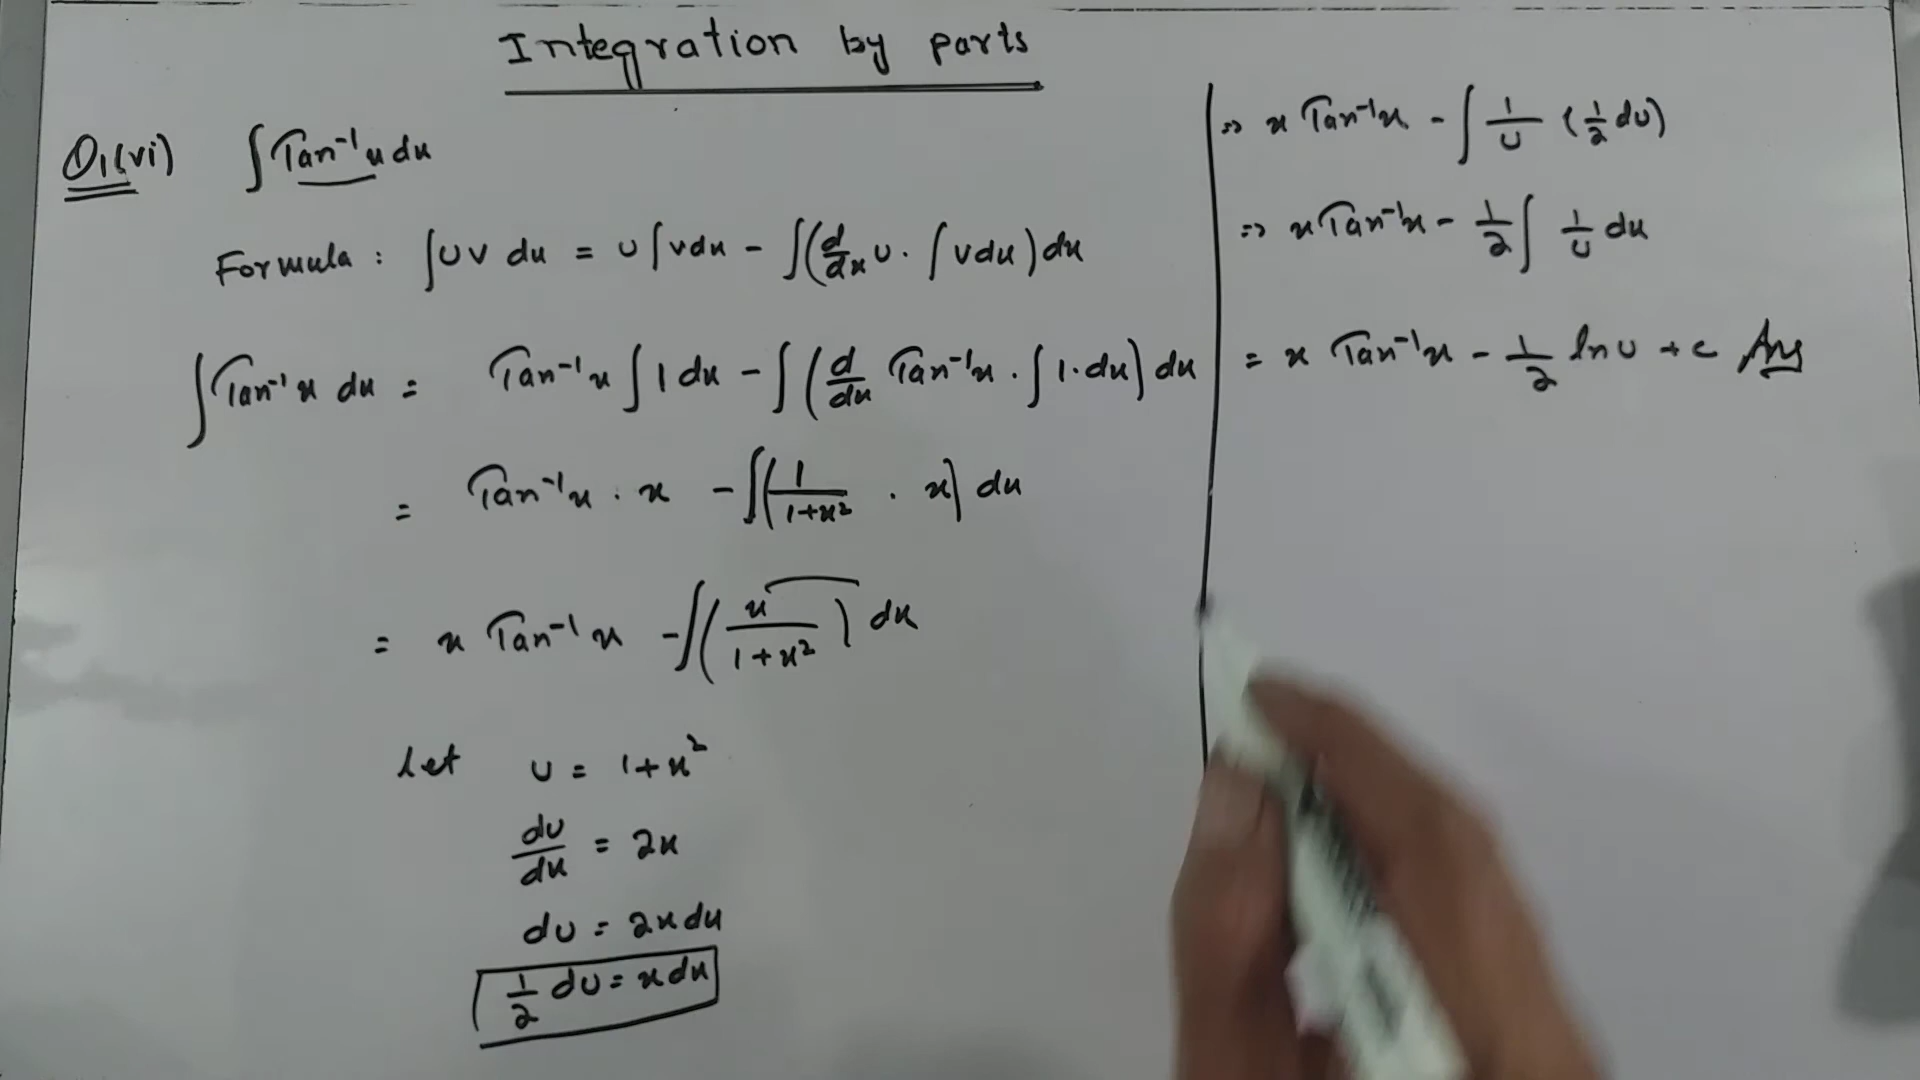 Integration by parts
Q1(vi) ∫ Tan⁻¹x dx
Formula : ∫UV dx = U∫Vdx - ∫(d/dx U . ∫Vdx) dx
∫Tan⁻¹x dx = Tan⁻¹x ∫1 dx - ∫(d/dx Tan⁻¹x . ∫1.dx) dx
= Tan⁻¹x . x - ∫(1/(1+x²) . x) dx
= x Tan⁻¹x - ∫(x/(1+x²)) dx
Let U = 1+x²
dU/dx = 2x
dU = 2x dx
1/2 dU = x dx
⇒ x Tan⁻¹x - ∫ 1/U (1/2 dU)
⇒ x Tan⁻¹x - 1/2 ∫ 1/U du
= x Tan⁻¹x - 1/2 ln U + c Ans